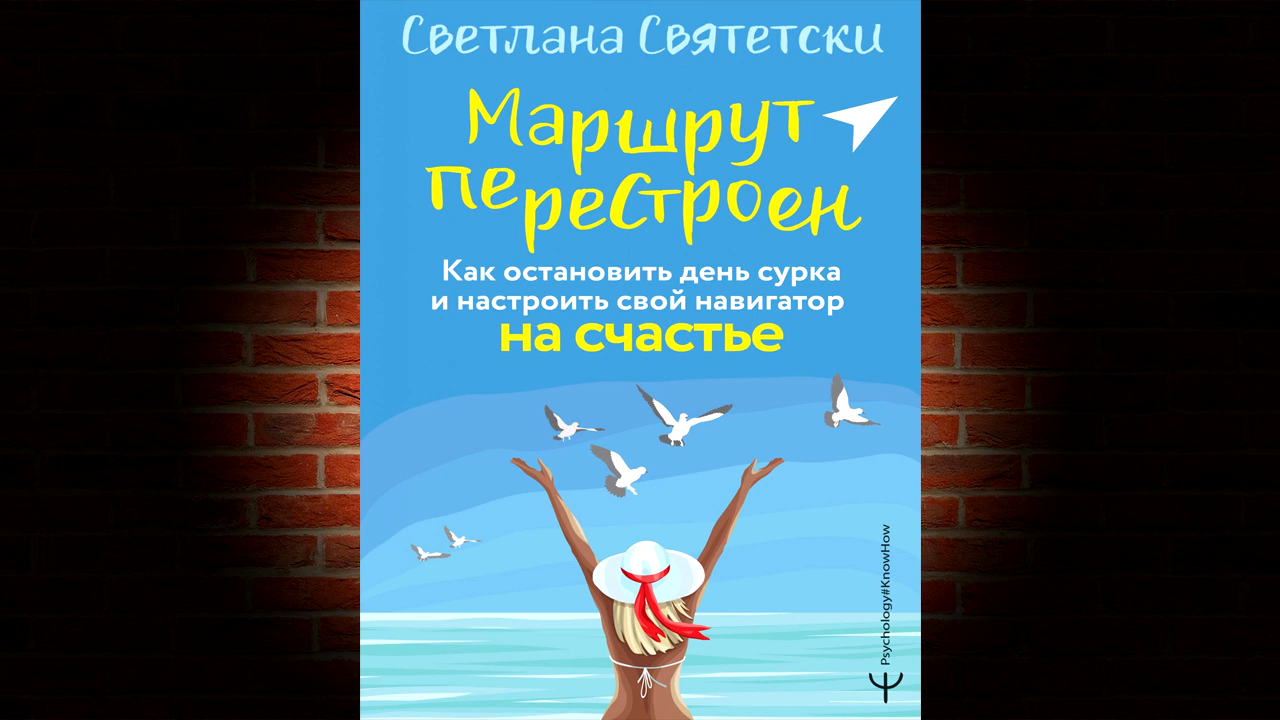 Светлана Святетски
Маршрут
перестроен
Как остановить день сурка
и настроить свой навигатор
на счастье
Psychology#KnowHow